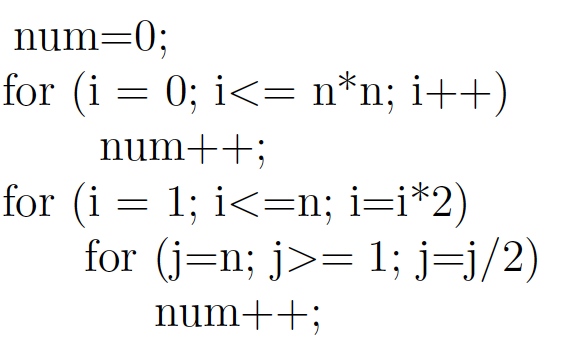 num=0;
for (i = 0; i<= n*n; i++)
num++;
for (i = 1; i<=n; i=i*2)
for (j=n; j>= 1; j=j/2)
num++;